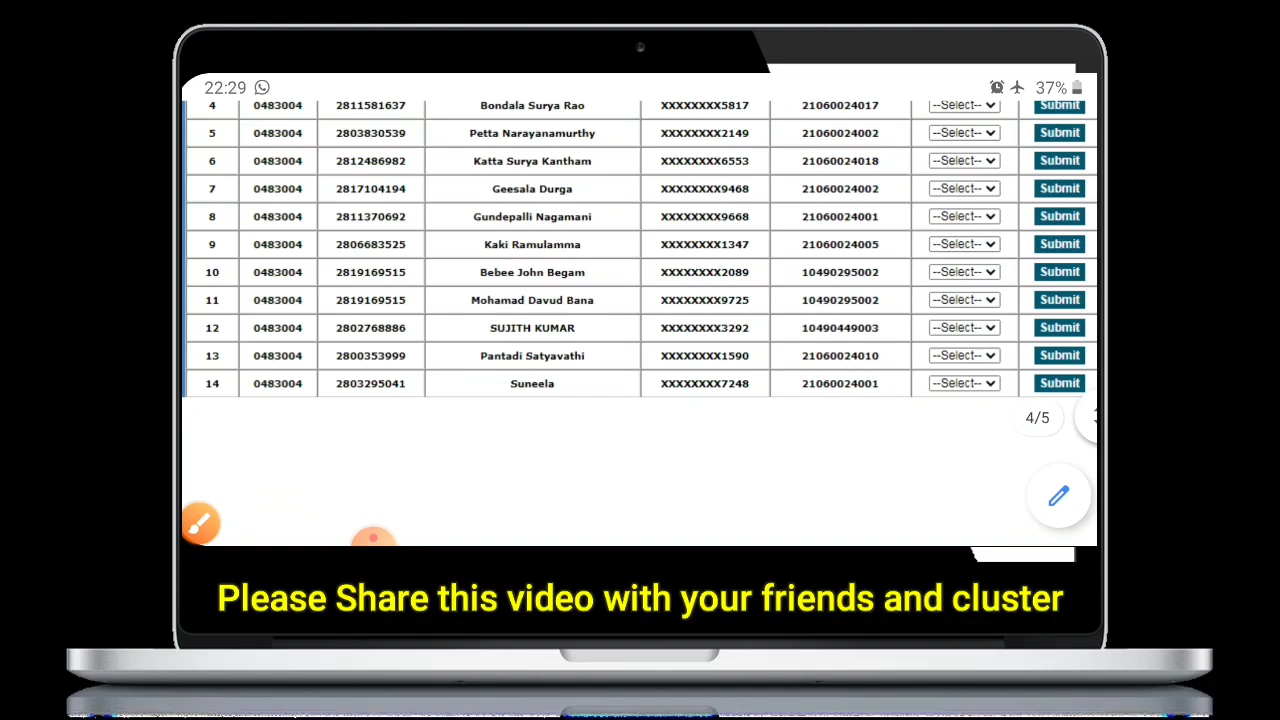 22:29 37%
4 0483004 2811581637 Bondala Surya Rao XXXXXXXX5817 21060024017 --Select-- Submit
5 0483004 2803830539 Petta Narayanamurthy XXXXXXXX2149 21060024002 --Select-- Submit
6 0483004 2812486982 Katta Surya Kantham XXXXXXXX6553 21060024018 --Select-- Submit
7 0483004 2817104194 Geesala Durga XXXXXXXX9468 21060024002 --Select-- Submit
8 0483004 2811370692 Gundepalli Nagamani XXXXXXXX9668 21060024001 --Select-- Submit
9 0483004 2806683525 Kaki Ramulamma XXXXXXXX1347 21060024005 --Select-- Submit
10 0483004 2819169515 Bebee John Begam XXXXXXXX2089 10490295002 --Select-- Submit
11 0483004 2819169515 Mohamad Davud Bana XXXXXXXX9725 10490295002 --Select-- Submit
12 0483004 2802768886 SUJITH KUMAR XXXXXXXX3292 10490449003 --Select-- Submit
13 0483004 2800353999 Pantadi Satyavathi XXXXXXXX1590 21060024010 --Select-- Submit
14 0483004 2803295041 Suneela XXXXXXXX7248 21060024001 --Select-- Submit
4/5
Please Share this video with your friends and cluster